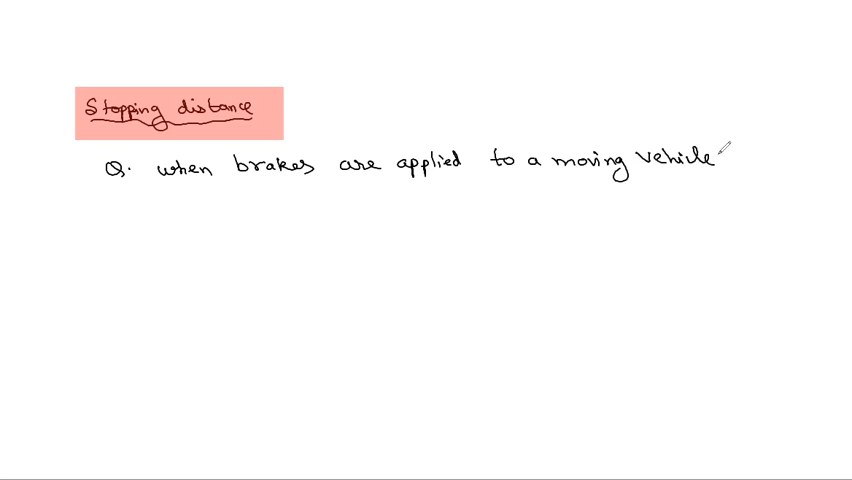 Stopping distance
Q. when brakes are applied to a moving vehicle